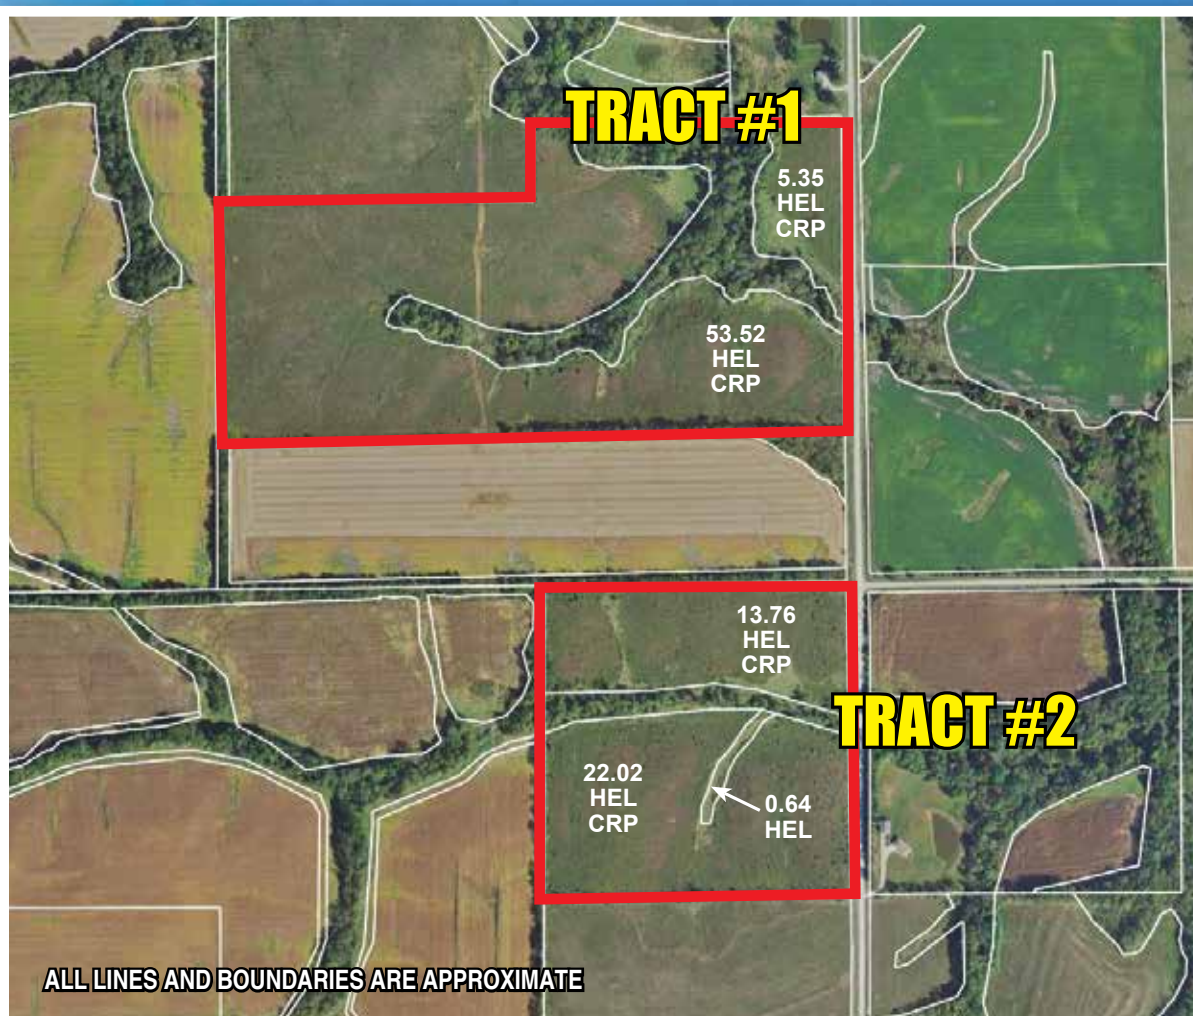 TRACT #1
5.35
HEL
CRP
53.52
HEL
CRP
13.76
HEL
CRP
TRACT #2
22.02
HEL
CRP
0.64
HEL
ALL LINES AND BOUNDARIES ARE APPROXIMATE